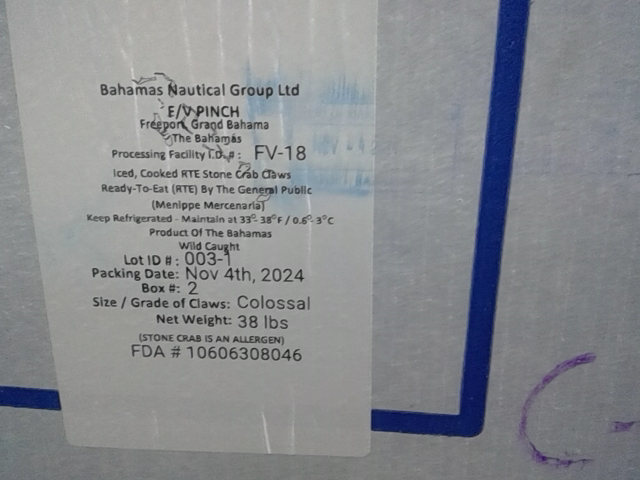 Bahamas Nautical Group Ltd
F/V PINCH
Freeport, Grand Bahama
The Bahamas
Processing Facility I.D. #: FV-18
Iced, Cooked RTE Stone Crab Claws
Ready-To-Eat (RTE) By The General Public
(Menippe Mercenaria)
Keep Refrigerated - Maintain at 33°- 38°F / 0.6°-3°C
Product Of The Bahamas
Wild Caught
Lot ID #: 003-1
Packing Date: Nov 4th, 2024
Box #: 2
Size / Grade of Claws: Colossal
Net Weight: 38 lbs
(STONE CRAB IS AN ALLERGEN)
FDA # 10606308046
C-